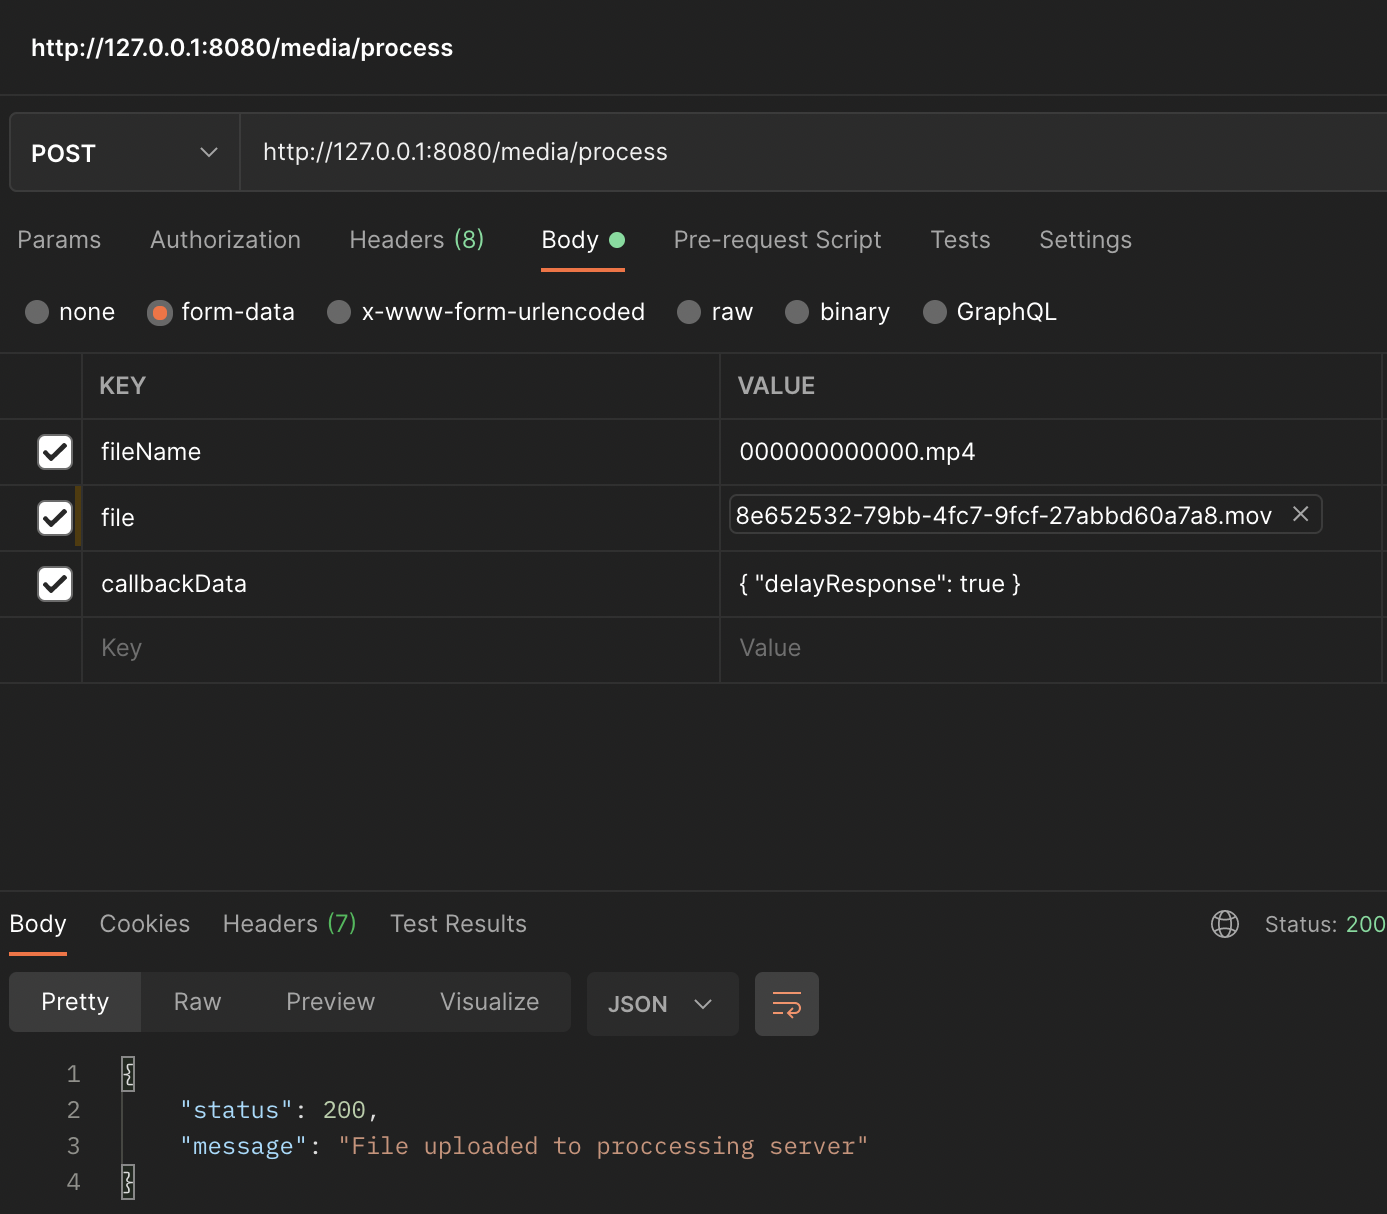 http://127.0.0.1:8080/media/process
POST http://127.0.0.1:8080/media/process
Params Authorization Headers (8) Body Pre-request Script Tests Settings
none form-data x-www-form-urlencoded raw binary GraphQL
KEY VALUE
fileName 000000000000.mp4
file 8e652532-79bb-4fc7-9fcf-27abbd60a7a8.mov
callbackData { "delayResponse": true }
Key Value
Body Cookies Headers (7) Test Results Status: 200
Pretty Raw Preview Visualize JSON
1 {
2 "status": 200,
3 "message": "File uploaded to proccessing server"
4 }